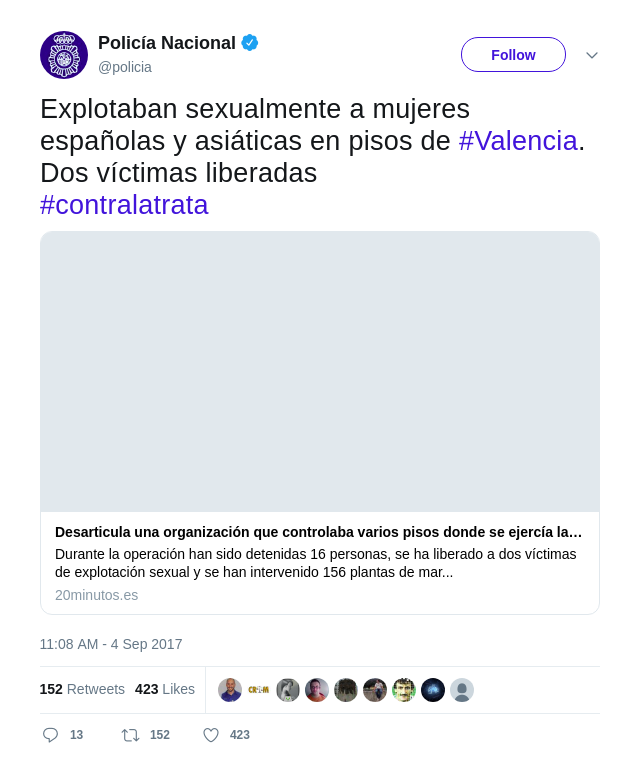 Policía Nacional
@policia
Follow
Explotaban sexualmente a mujeres
españolas y asiáticas en pisos de #Valencia.
Dos víctimas liberadas
#contralatrata
Desarticula una organización que controlaba varios pisos donde se ejercía la…
Durante la operación han sido detenidas 16 personas, se ha liberado a dos víctimas
de explotación sexual y se han intervenido 156 plantas de mar...
20minutos.es
11:08 AM - 4 Sep 2017
152 Retweets 423 Likes
13 152 423